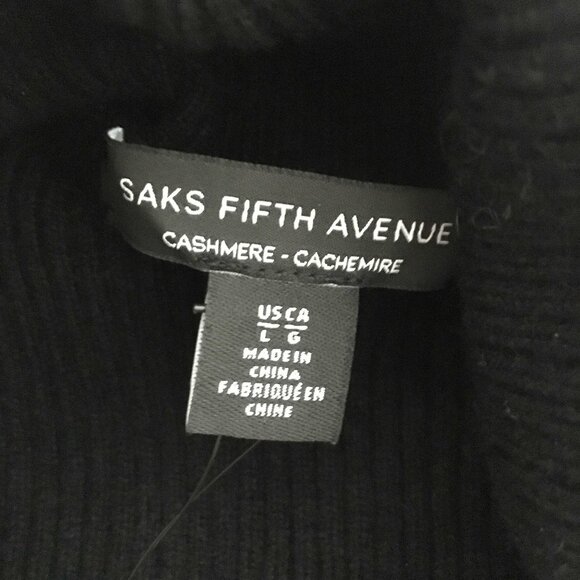 SAKS FIFTH AVENUE
CASHMERE - CACHEMIRE
US CA
L G
MADE IN
CHINA
FABRIQUÉ EN
CHINE